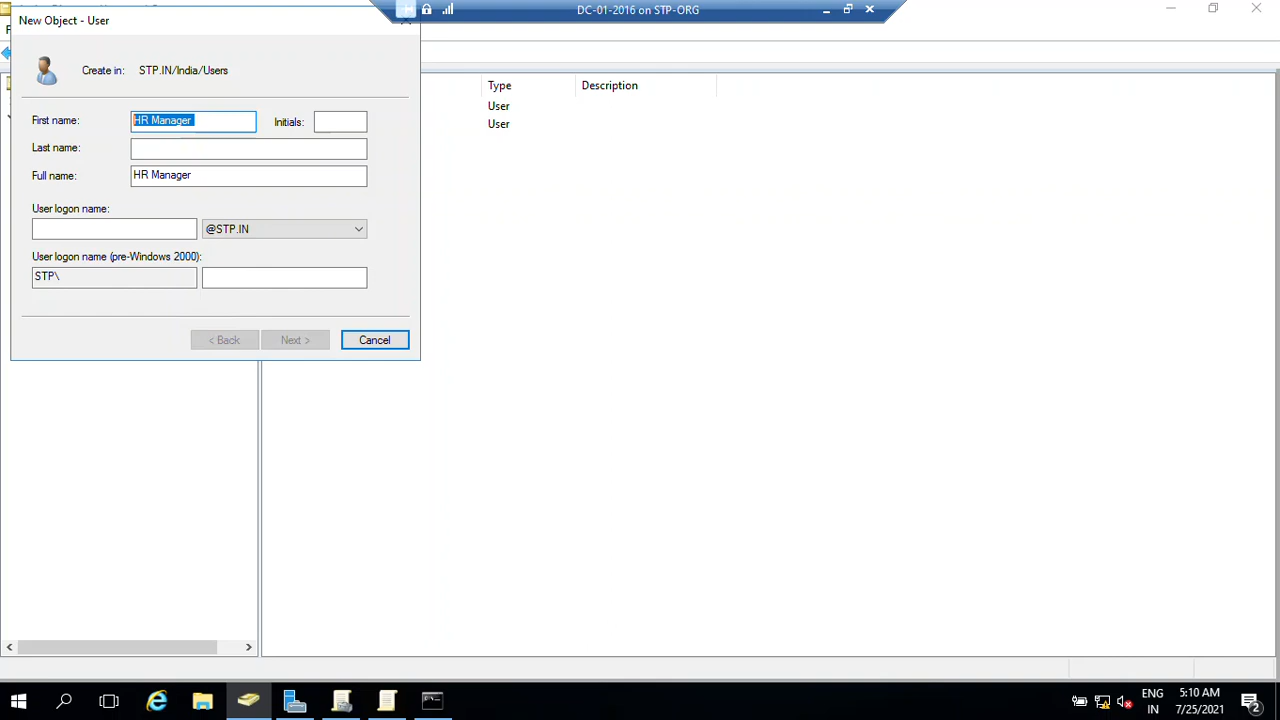 DC-01-2016 on STP-ORG
New Object - User
Create in: STP.IN/India/Users
First name: HR Manager Initials:
Last name:
Full name: HR Manager
User logon name:
@STP.IN
User logon name (pre-Windows 2000):
STP\
< Back Next > Cancel
Type Description
User
User
ENG
IN
5:10 AM
7/25/2021
2